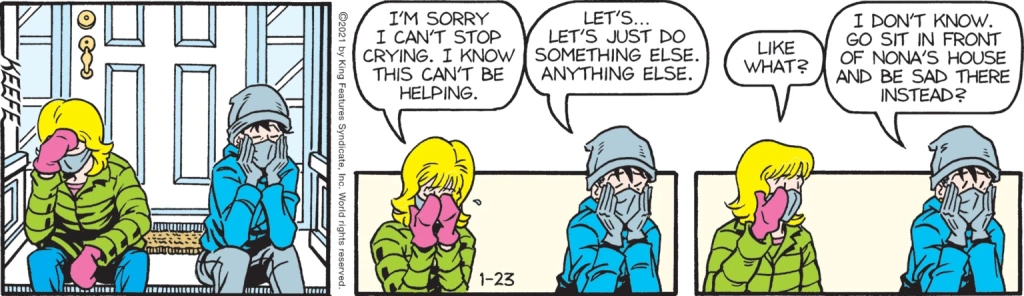 KEEFE
©2021 by King Features Syndicate, Inc. World rights reserved.
I'M SORRY
I CAN'T STOP
CRYING. I KNOW
THIS CAN'T BE
HELPING.
LET'S...
LET'S JUST DO
SOMETHING ELSE.
ANYTHING ELSE.
1-23
LIKE
WHAT?
I DON'T KNOW.
GO SIT IN FRONT
OF NONA'S HOUSE
AND BE SAD THERE
INSTEAD?